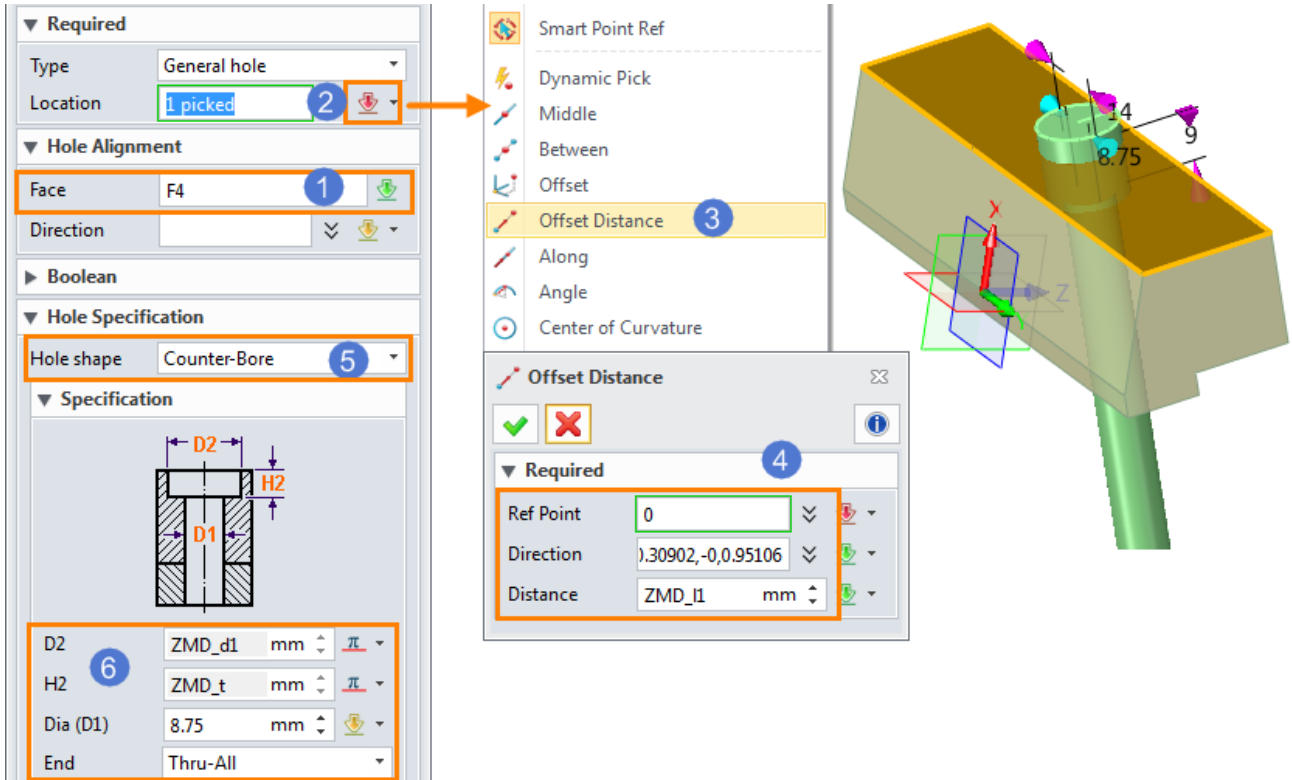 Required
Type General hole
Location 1 picked 2
Hole Alignment
Face F4 1
Direction
Boolean
Hole Specification
Hole shape Counter-Bore 5
Specification
D2
H2
D1
D2 ZMD_d1 mm π
6
H2 ZMD_t mm π
Dia (D1) 8.75 mm
End Thru-All
Smart Point Ref
Dynamic Pick
Middle
Between
Offset
Offset Distance 3
Along
Angle
Center of Curvature
Offset Distance
Required 4
Ref Point 0
Direction ).30902,-0,0.95106
Distance ZMD_l1 mm
14
9
8.75
X
Z